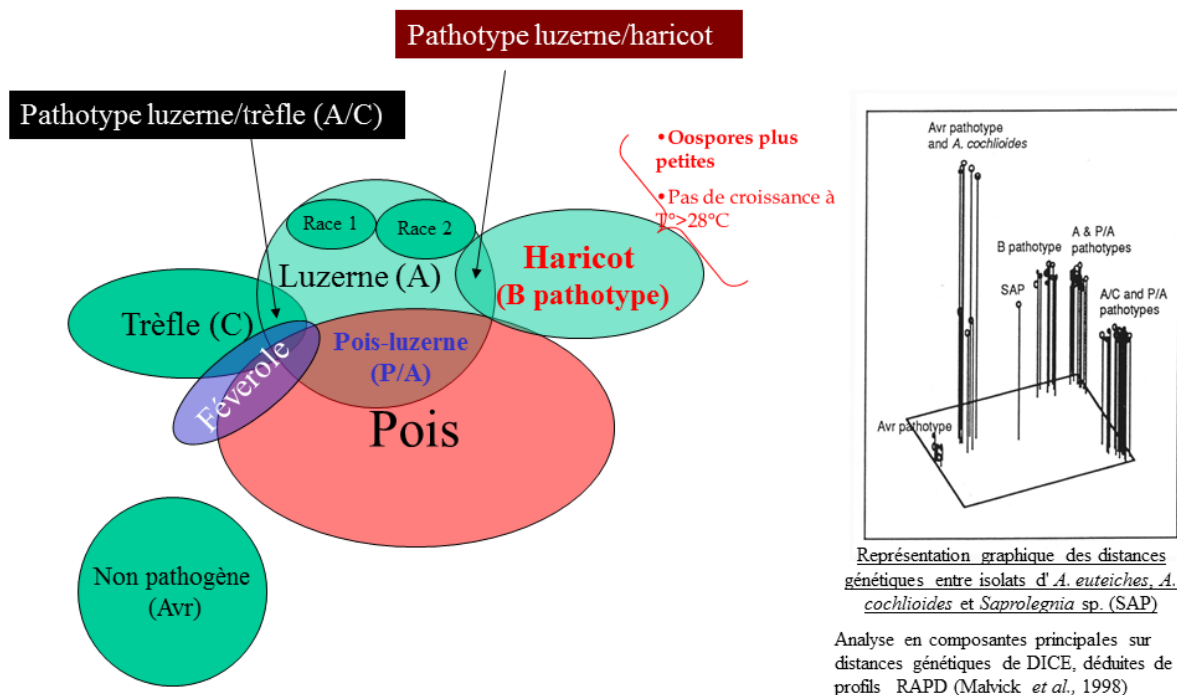 Pathotype luzerne/haricot
Pathotype luzerne/trèfle (A/C)
•Oospores plus
petites
•Pas de croissance à
T°>28°C
Race 1
Race 2
Luzerne (A)
Haricot
(B pathotype)
Trèfle (C)
Féverole
Pois-luzerne
(P/A)
Pois
Non pathogène
(Avr)
Avr pathotype
and A. cochlioides
B pathotype
A & P/A
pathotypes
SAP
A/C and P/A
pathotypes
Avr pathotype
Représentation graphique des distances
génétiques entre isolats d'A. euteiches, A.
cochlioides et Saprolegnia sp. (SAP)
Analyse en composantes principales sur
distances génétiques de DICE, déduites de
profils RAPD (Malvick et al., 1998)